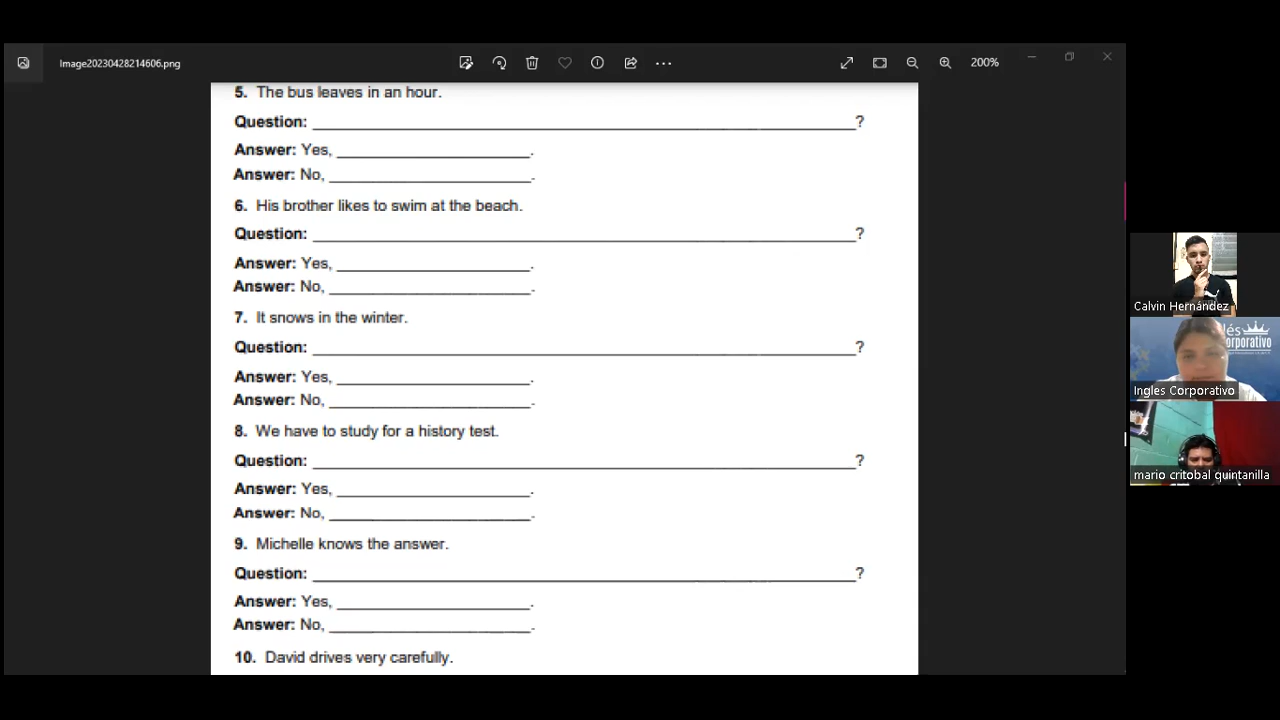 Image20230428214606.png
200%
5. The bus leaves in an hour.
Question: ?
Answer: Yes, .
Answer: No, .
6. His brother likes to swim at the beach.
Question: ?
Answer: Yes, .
Answer: No, .
7. It snows in the winter.
Question: ?
Answer: Yes, .
Answer: No, .
8. We have to study for a history test.
Question: ?
Answer: Yes, .
Answer: No, .
9. Michelle knows the answer.
Question: ?
Answer: Yes, .
Answer: No, .
10. David drives very carefully.
Calvin Hernández
lés
orporativo
Ingles Corporativo
mario critobal quintanilla